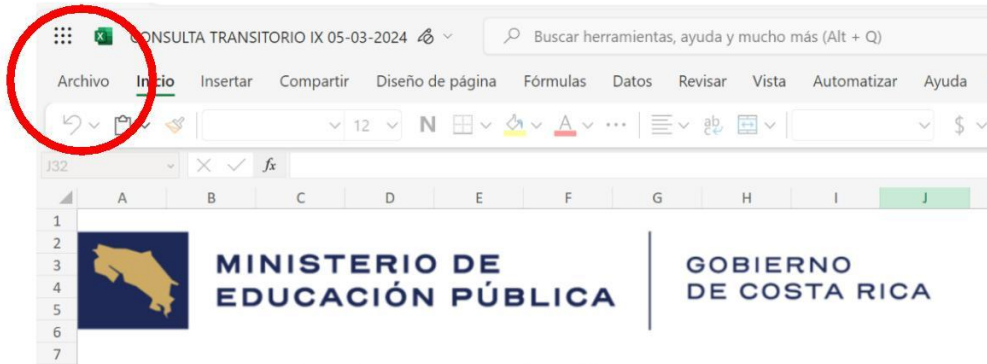 CONSULTA TRANSITORIO IX 05-03-2024 Buscar herramientas, ayuda y mucho más (Alt + Q)
Archivo Inicio Insertar Compartir Diseño de página Fórmulas Datos Revisar Vista Automatizar Ayuda
12 N A ab $
J32 fx
A B C D E F G H I J
1
2
3
4
5
6
7
MINISTERIO DE
EDUCACIÓN PÚBLICA
GOBIERNO
DE COSTA RICA